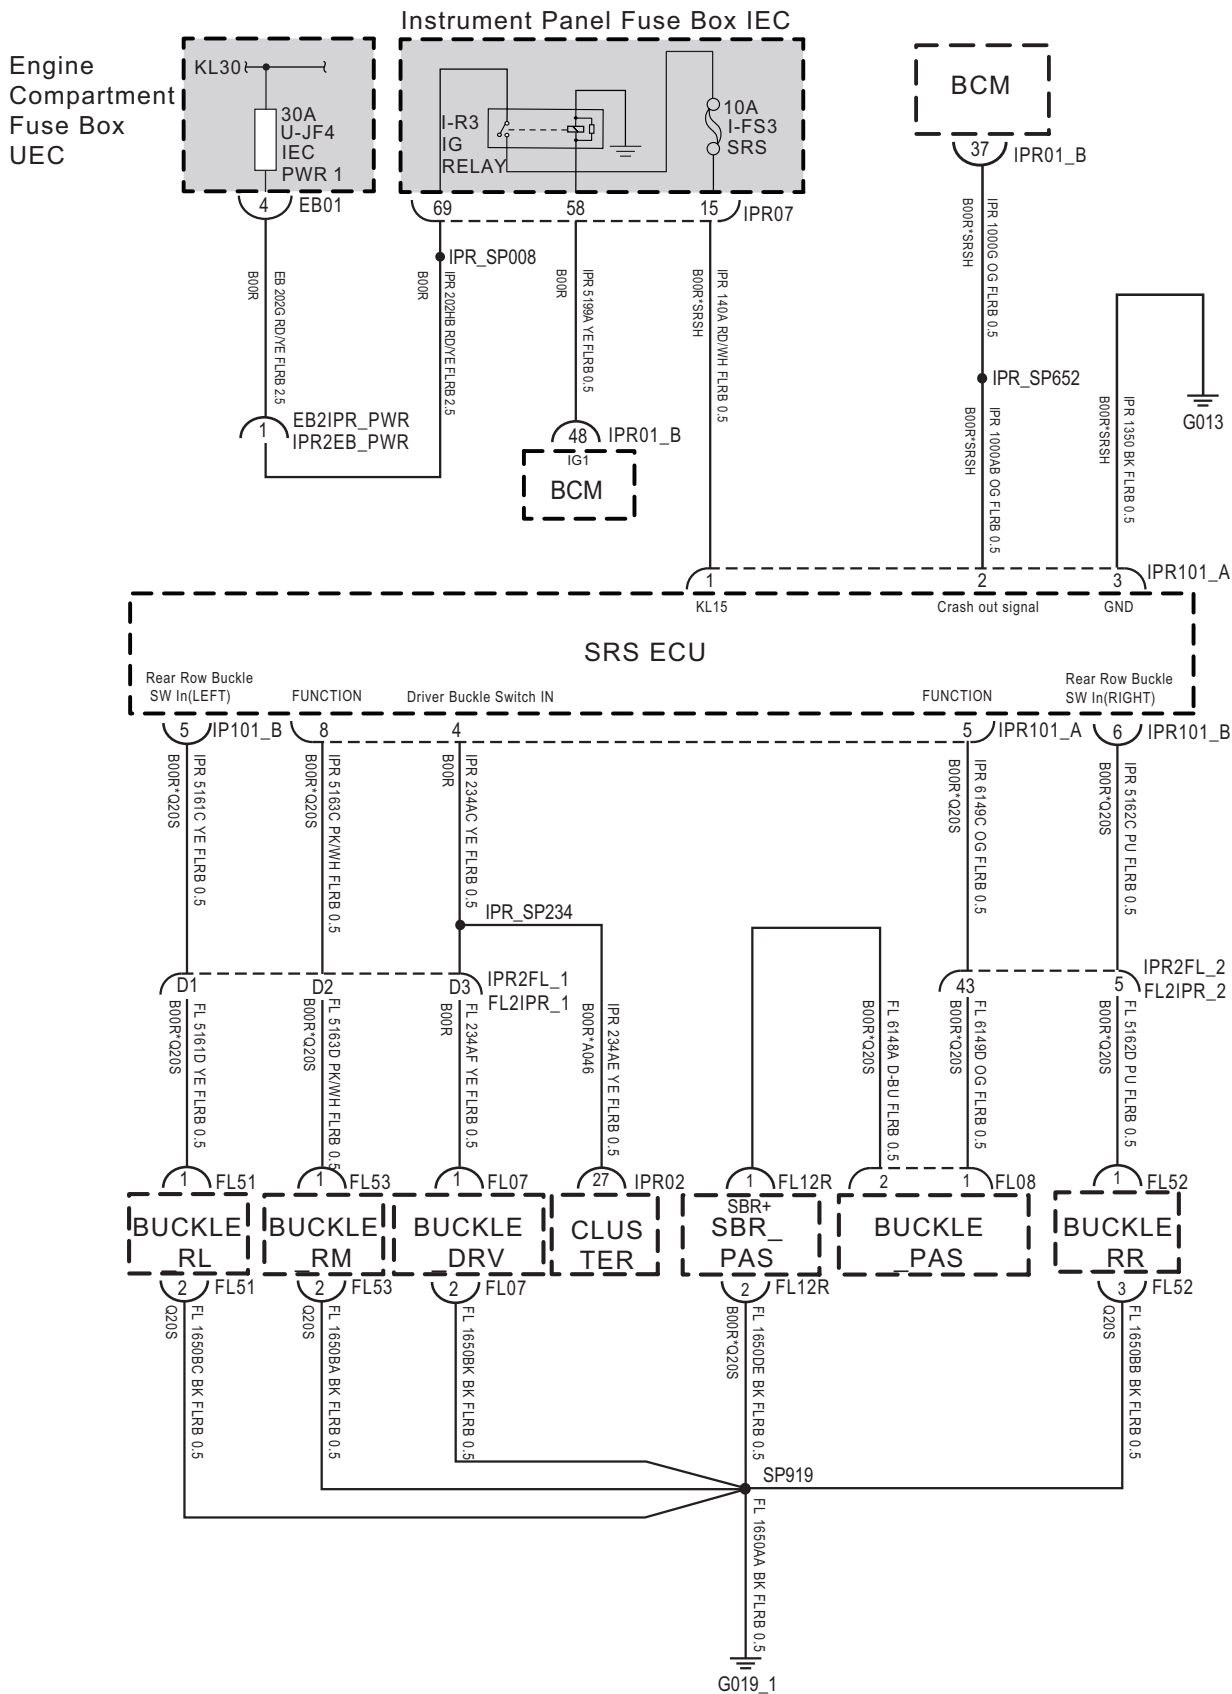 Instrument Panel Fuse Box IEC
Engine
Compartment
Fuse Box
UEC
KL30
30A
U-JF4
IEC
PWR 1
I-R3
IG
RELAY
10A
I-FS3
SRS
BCM
4
EB01
69
58
15
IPR07
37
IPR01_B
IPR_SP008
EB 202G RD/YE FLRB 2.5
B00R
IPR 202HB RD/YE FLRB 2.5
B00R
IPR 5199A YE FLRB 0.5
B00R
IPR 140A RD/WH FLRB 0.5
B00R*SRSH
IPR 1000G OG FLRB 0.5
B00R*SRSH
IPR_SP652
IPR 1000AB OG FLRB 0.5
B00R*SRSH
IPR 1350 BK FLRB 0.5
B00R*SRSH
G013
1
EB2IPR_PWR
IPR2EB_PWR
48
IPR01_B
IG1
BCM
1
2
3
IPR101_A
KL15
Crash out signal
GND
SRS ECU
Rear Row Buckle
SW In(LEFT)
FUNCTION
Driver Buckle Switch IN
FUNCTION
Rear Row Buckle
SW In(RIGHT)
5
IP101_B
8
4
5
IPR101_A
6
IPR101_B
IPR 5161C YE FLRB 0.5
B00R*Q20S
IPR 5163C PK/WH FLRB 0.5
B00R*Q20S
IPR 234AC YE FLRB 0.5
B00R
IPR 6149C OG FLRB 0.5
B00R*Q20S
IPR 5162C PU FLRB 0.5
B00R*Q20S
IPR_SP234
D1
D2
D3
IPR2FL_1
FL2IPR_1
43
5
IPR2FL_2
FL2IPR_2
FL 5161D YE FLRB 0.5
B00R*Q20S
FL 5163D PK/WH FLRB 0.5
B00R*Q20S
FL 234AF YE FLRB 0.5
B00R
IPR 234AE YE FLRB 0.5
B00R*A046
FL 6148A D-BU FLRB 0.5
B00R*Q20S
FL 6149D OG FLRB 0.5
B00R*Q20S
FL 5162D PU FLRB 0.5
B00R*Q20S
1
FL51
1
FL53
1
FL07
27
IPR02
1
FL12R
2
1
FL08
1
FL52
BUCKLE
_RL
BUCKLE
_RM
BUCKLE
_DRV
CLUS
TER
SBR+
SBR_
PAS
BUCKLE
_PAS
BUCKLE
_RR
2
FL51
2
FL53
2
FL07
2
FL12R
3
FL52
FL 1650BC BK FLRB 0.5
Q20S
FL 1650BA BK FLRB 0.5
Q20S
FL 1650BK BK FLRB 0.5
FL 1650DE BK FLRB 0.5
B00R*Q20S
FL 1650BB BK FLRB 0.5
Q20S
SP919
FL 1650AA BK FLRB 0.5
G019_1